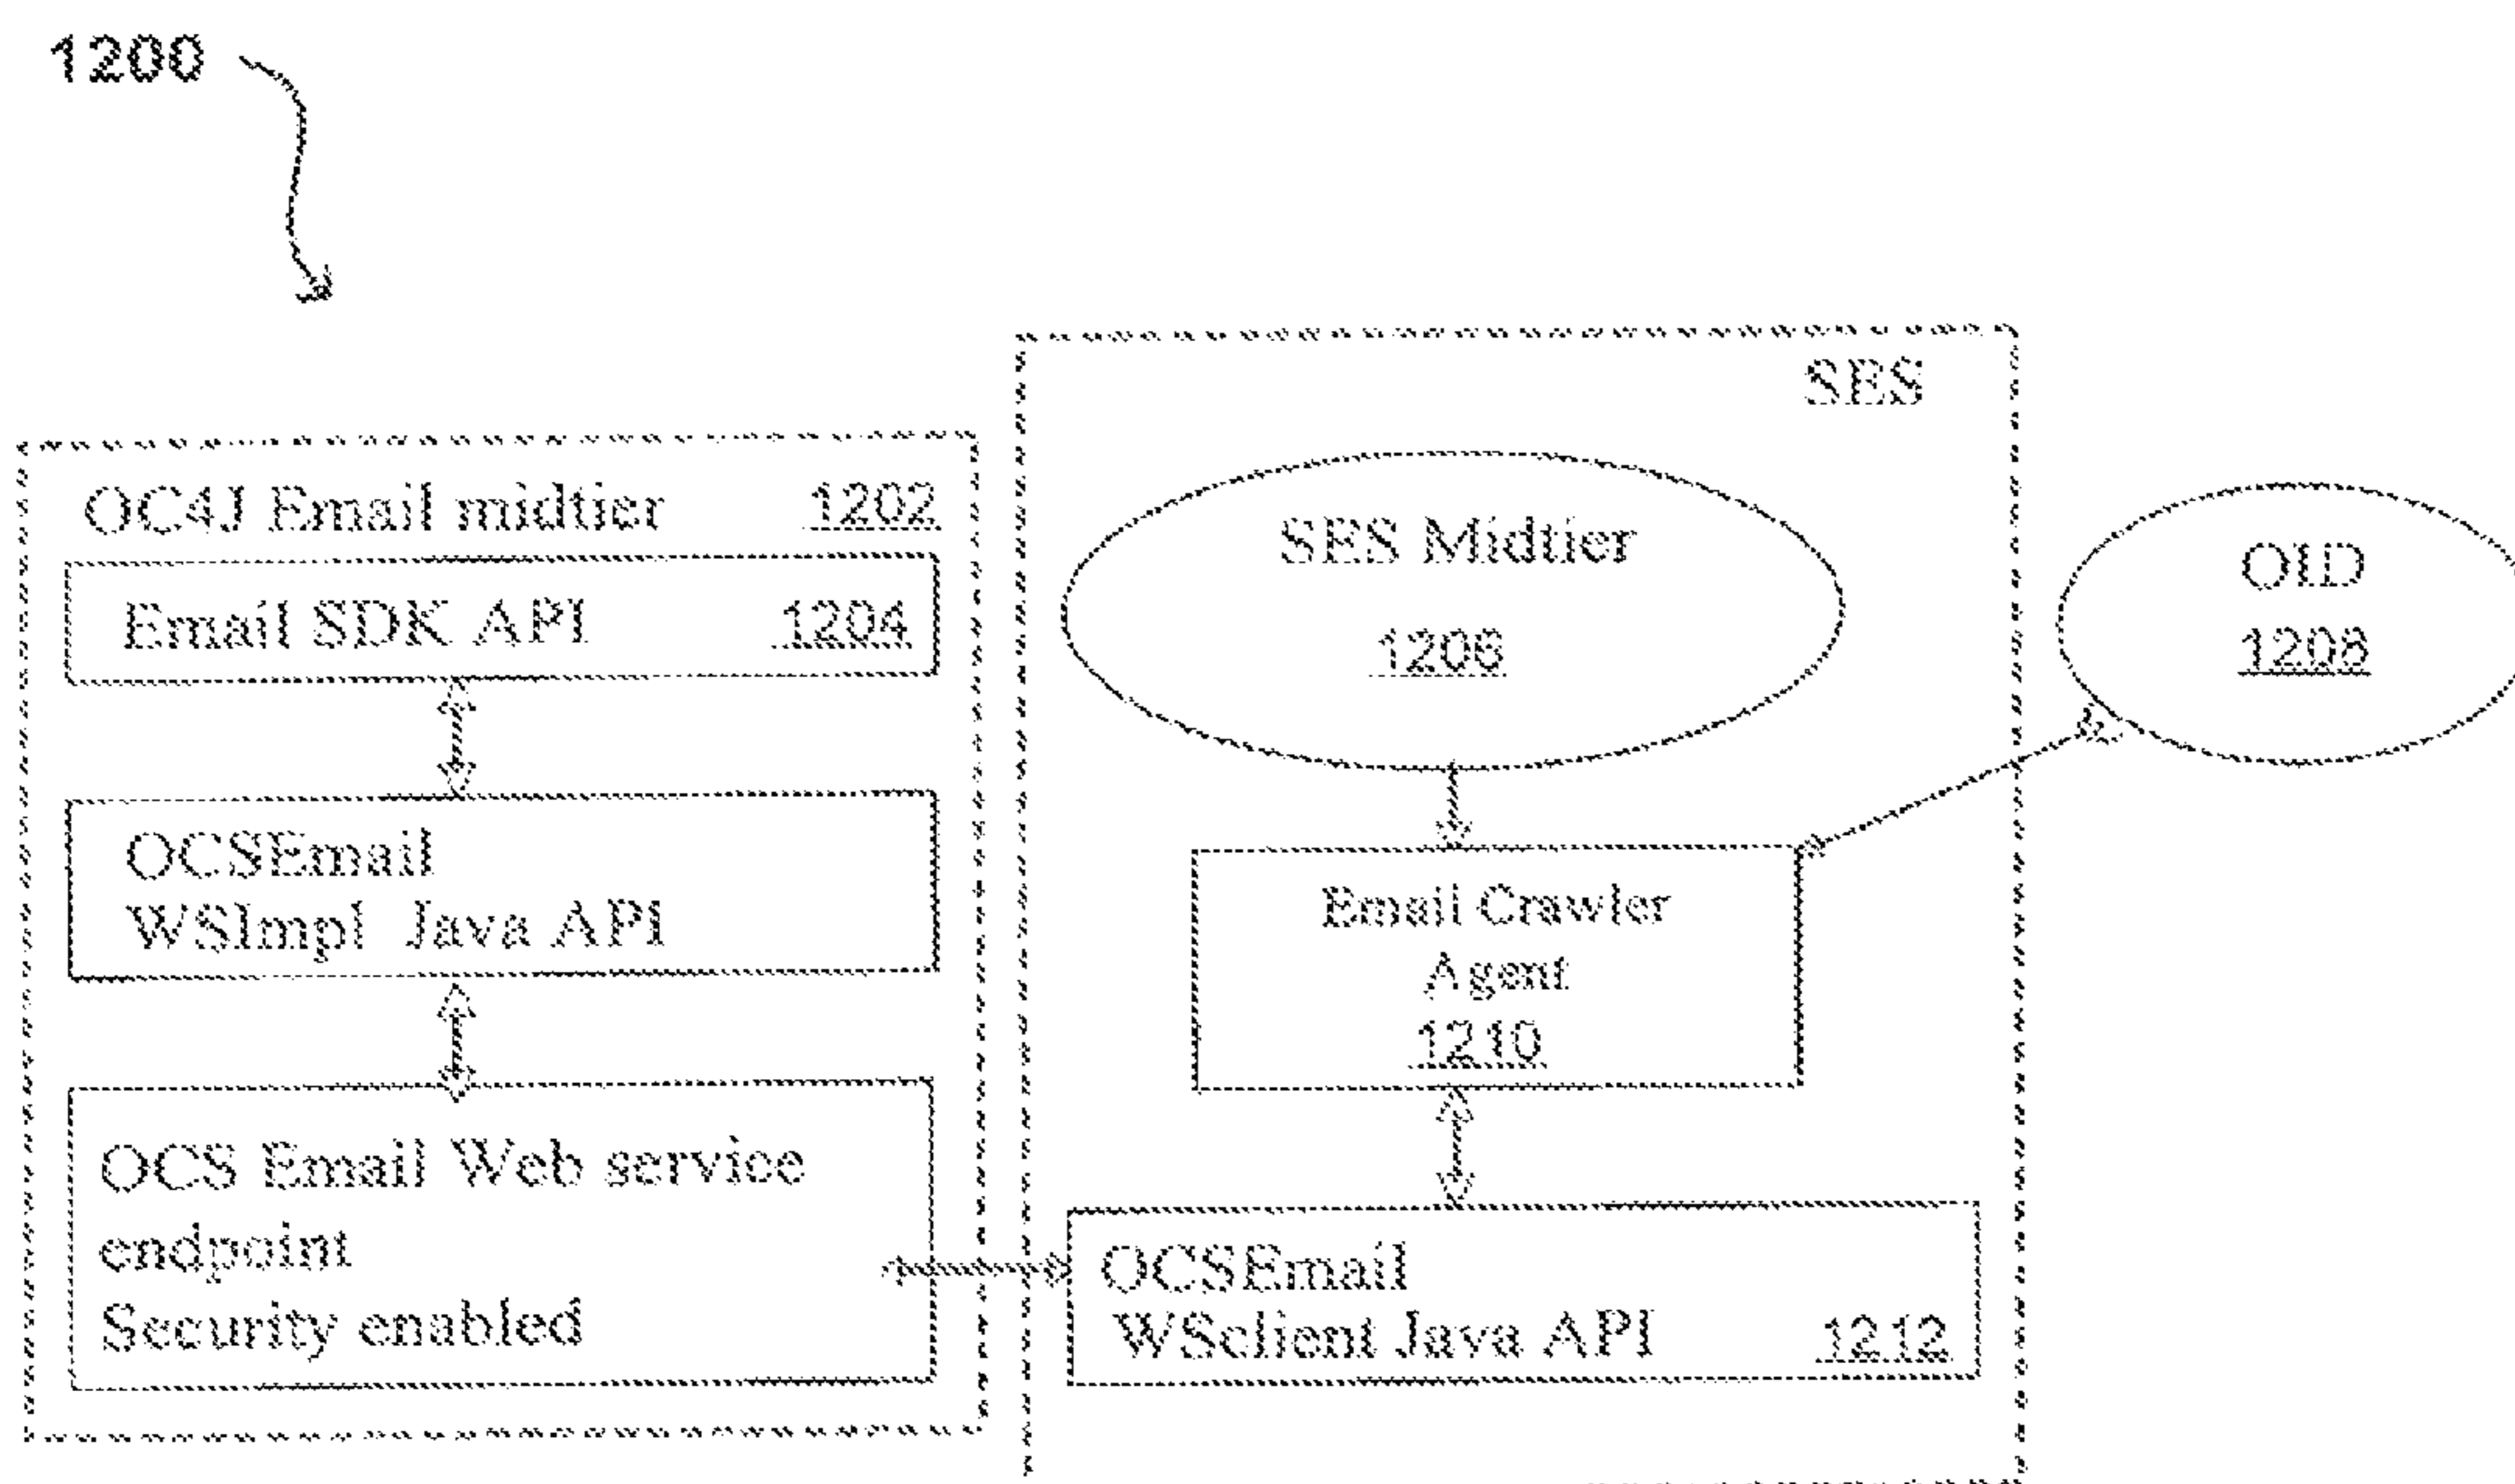 1200
OC4J Email midtier 1202
Email SDK API 1204
OCSEmail
WSImpl Java API
OCS Email Web service
endpoint
Security enabled
SES
SES Midtier
1206
Email Crawler
Agent
1210
OCSEmail
WSclient Java API 1212
OID
1208